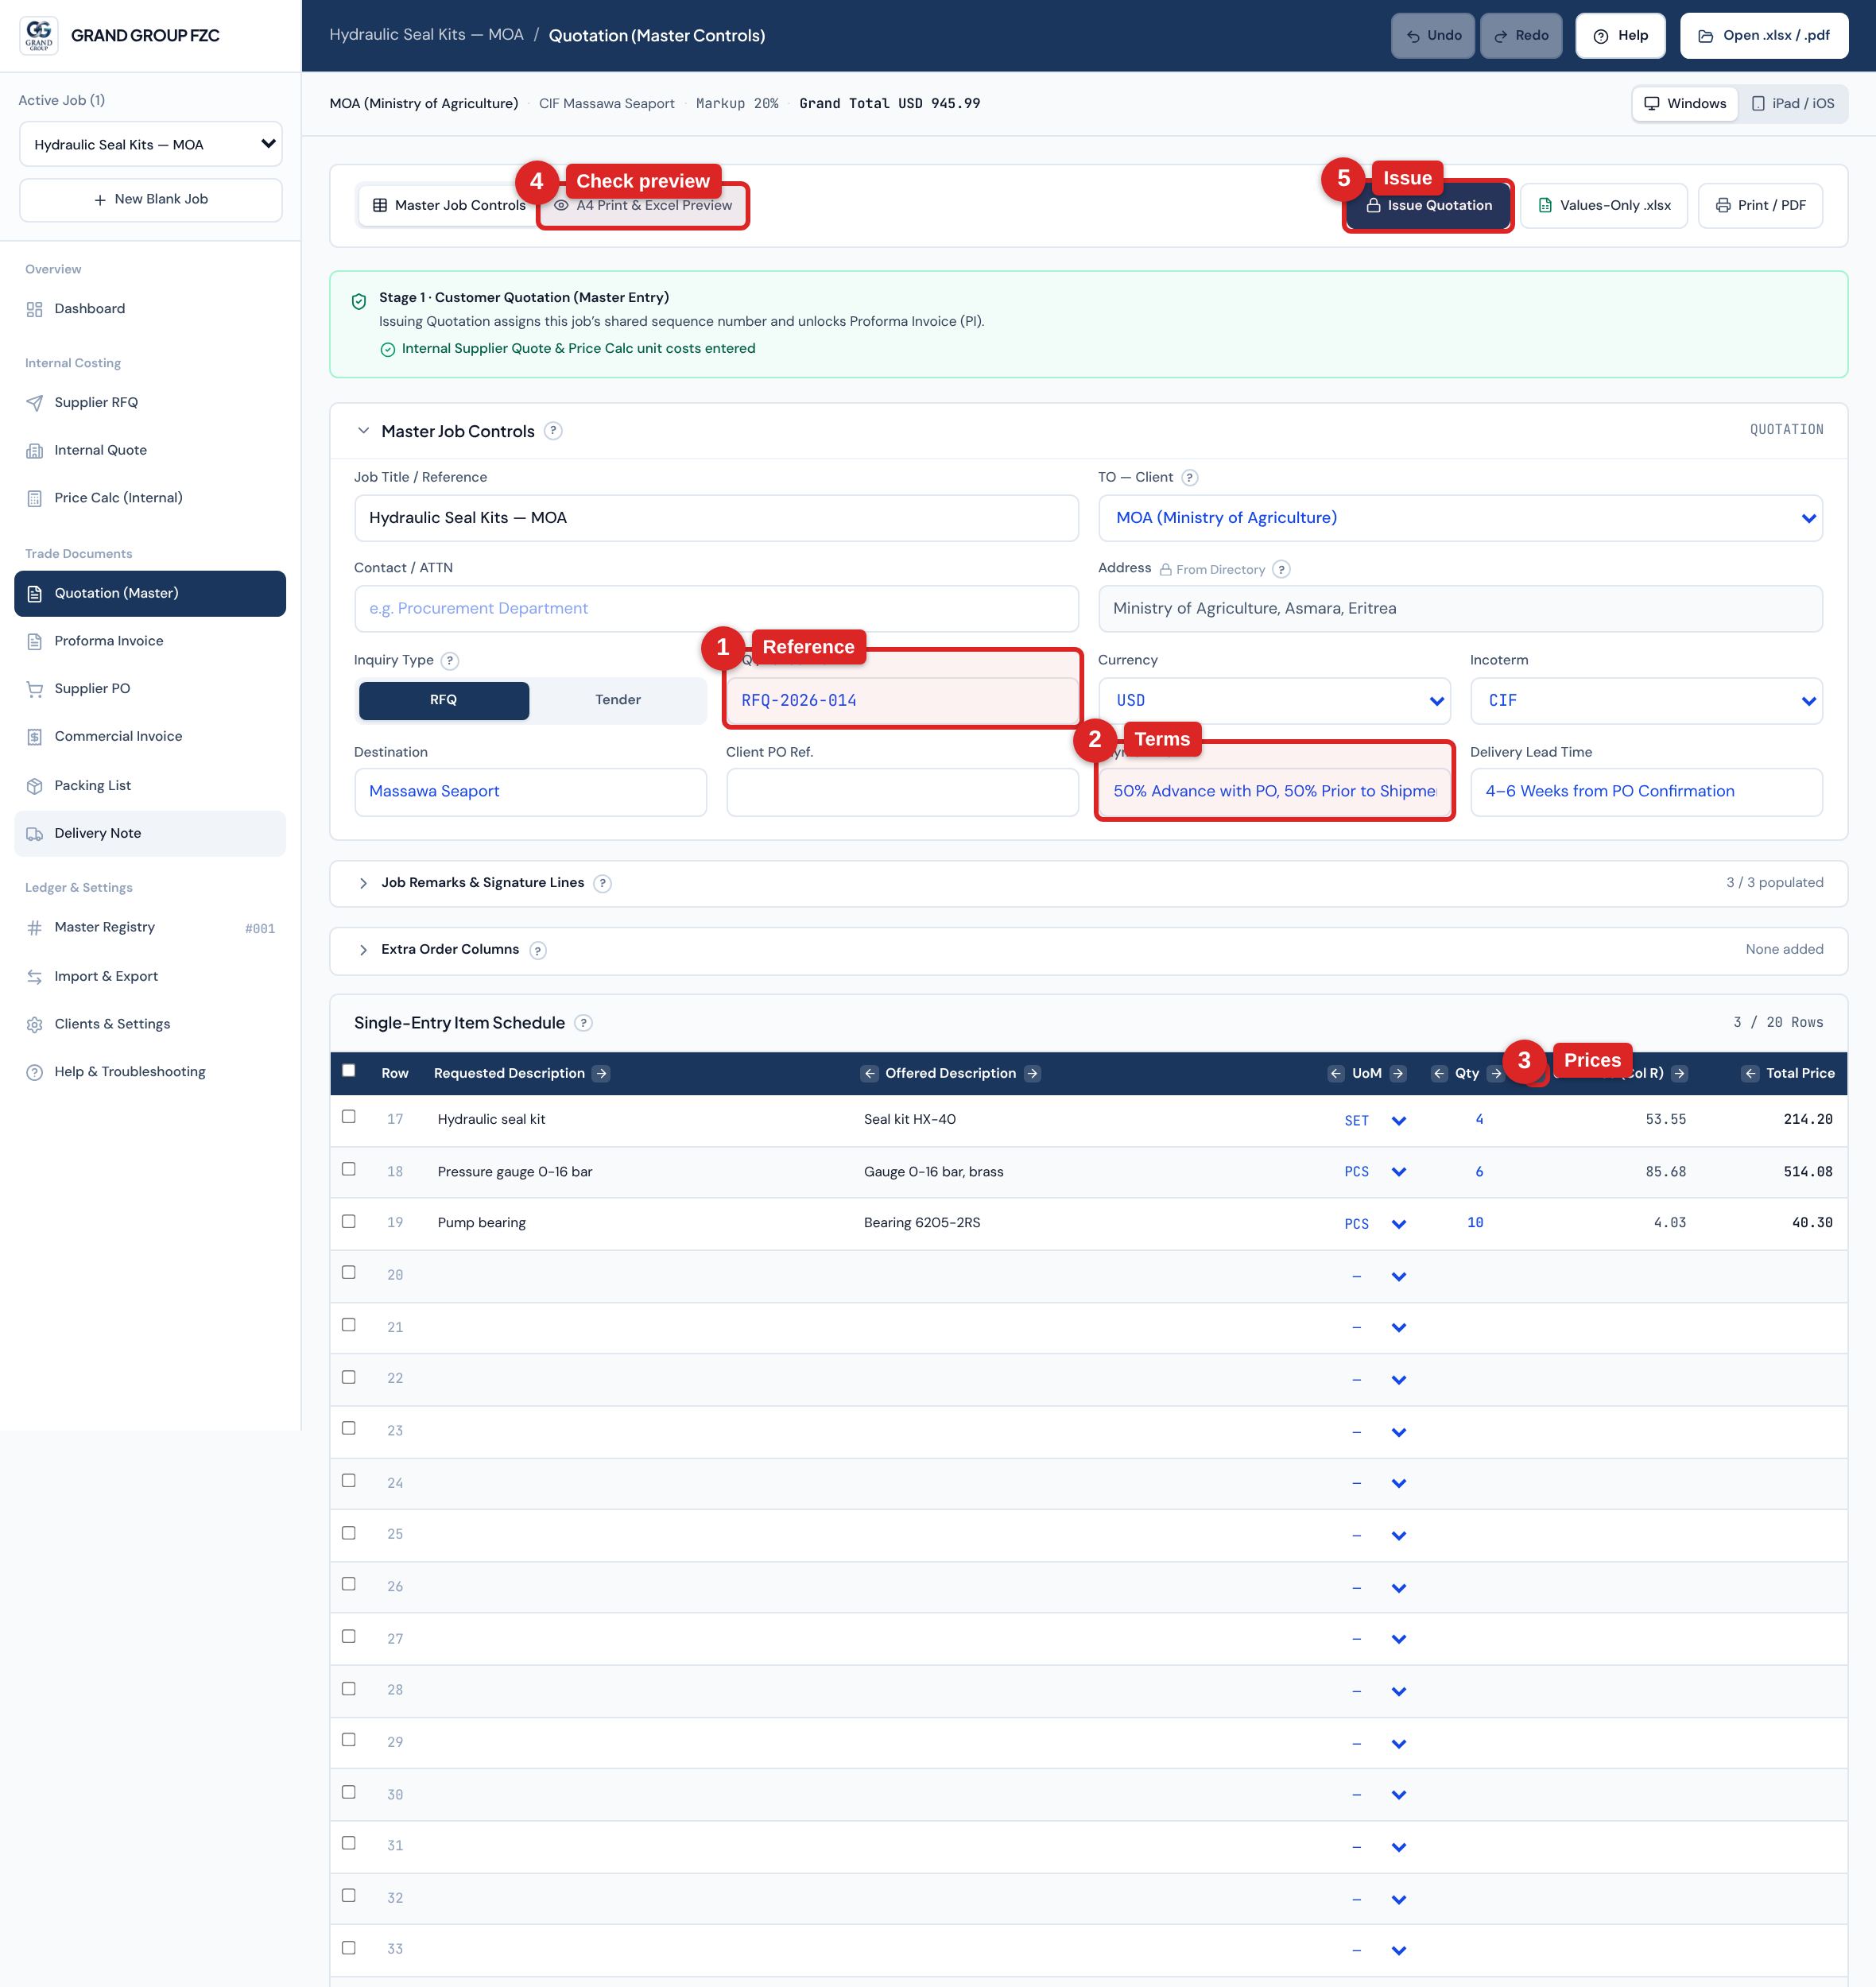 GRAND GROUP FZC
Hydraulic Seal Kits — MOA / Quotation (Master Controls)
Undo
Redo
Help
Open .xlsx / .pdf
Active Job (1)
Hydraulic Seal Kits — MOA
+ New Blank Job
Overview
Dashboard
Internal Costing
Supplier RFQ
Internal Quote
Price Calc (Internal)
Trade Documents
Quotation (Master)
Proforma Invoice
Supplier PO
Commercial Invoice
Packing List
Delivery Note
Ledger & Settings
Master Registry #001
Import & Export
Clients & Settings
Help & Troubleshooting
MOA (Ministry of Agriculture) · CIF Massawa Seaport · Markup 20% · Grand Total USD 945.99
Windows
iPad / iOS
4 Check preview
5 Issue
Master Job Controls
A4 Print & Excel Preview
Issue Quotation
Values-Only .xlsx
Print / PDF
Stage 1 · Customer Quotation (Master Entry)
Issuing Quotation assigns this job's shared sequence number and unlocks Proforma Invoice (PI).
Internal Supplier Quote & Price Calc unit costs entered
Master Job Controls ? QUOTATION
Job Title / Reference
Hydraulic Seal Kits — MOA
TO — Client ?
MOA (Ministry of Agriculture)
Contact / ATTN
e.g. Procurement Department
Address From Directory ?
Ministry of Agriculture, Asmara, Eritrea
1 Reference
Inquiry Type ?
RFQ Tender
RFQ-2026-014
Currency
USD
Incoterm
CIF
2 Terms
Destination
Massawa Seaport
Client PO Ref.
50% Advance with PO, 50% Prior to Shipme
Delivery Lead Time
4–6 Weeks from PO Confirmation
Job Remarks & Signature Lines ? 3 / 3 populated
Extra Order Columns ? None added
Single-Entry Item Schedule ? 3 / 20 Rows
3 Prices
Row Requested Description → ← Offered Description → ← UoM → ← Qty → Col R) → ← Total Price
17 Hydraulic seal kit Seal kit HX-40 SET 4 53.55 214.20
18 Pressure gauge 0-16 bar Gauge 0-16 bar, brass PCS 6 85.68 514.08
19 Pump bearing Bearing 6205-2RS PCS 10 4.03 40.30
20 –
21 –
22 –
23 –
24 –
25 –
26 –
27 –
28 –
29 –
30 –
31 –
32 –
33 –